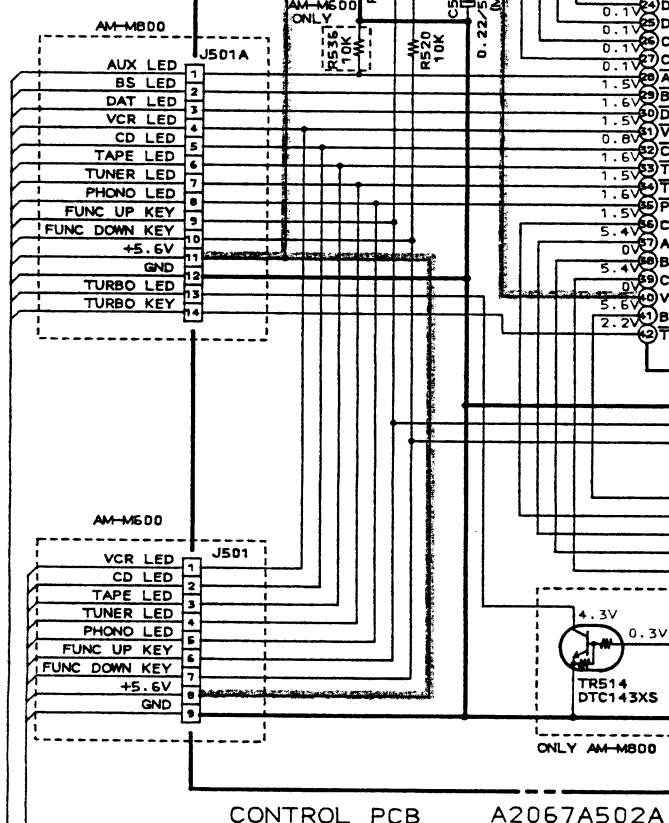 AM-M800
J501A
AUX LED 1
BS LED 2
DAT LED 3
VCR LED 4
CD LED 5
TAPE LED 6
TUNER LED 7
PHONO LED 8
FUNC UP KEY 9
FUNC DOWN KEY 10
+5.6V 11
GND 12
TURBO LED 13
TURBO KEY 14
AM-M600
ONLY
R536
10K
R520
10K
0.22/5
24 D
0.1V 25 D
0.1V 26 C
0.1V 27 C
0.1V 28 A
1.5V 29 B
1.6V 30 D
1.5V 31 V
0.8V 32 C
1.6V 33 T
1.5V 34 T
1.6V 35 P
1.5V 36 C
5.4V 37 A
0V 38 B
5.4V 39 C
0V 40 V
5.6V 41 B
2.2V 42 T
AM-M600
J501
VCR LED 1
CD LED 2
TAPE LED 3
TUNER LED 4
PHONO LED 5
FUNC UP KEY 6
FUNC DOWN KEY 7
+5.6V 8
GND 9
4.3V
0.3V
TR514
DTC143XS
ONLY AM-M800
CONTROL PCB A2067A502A